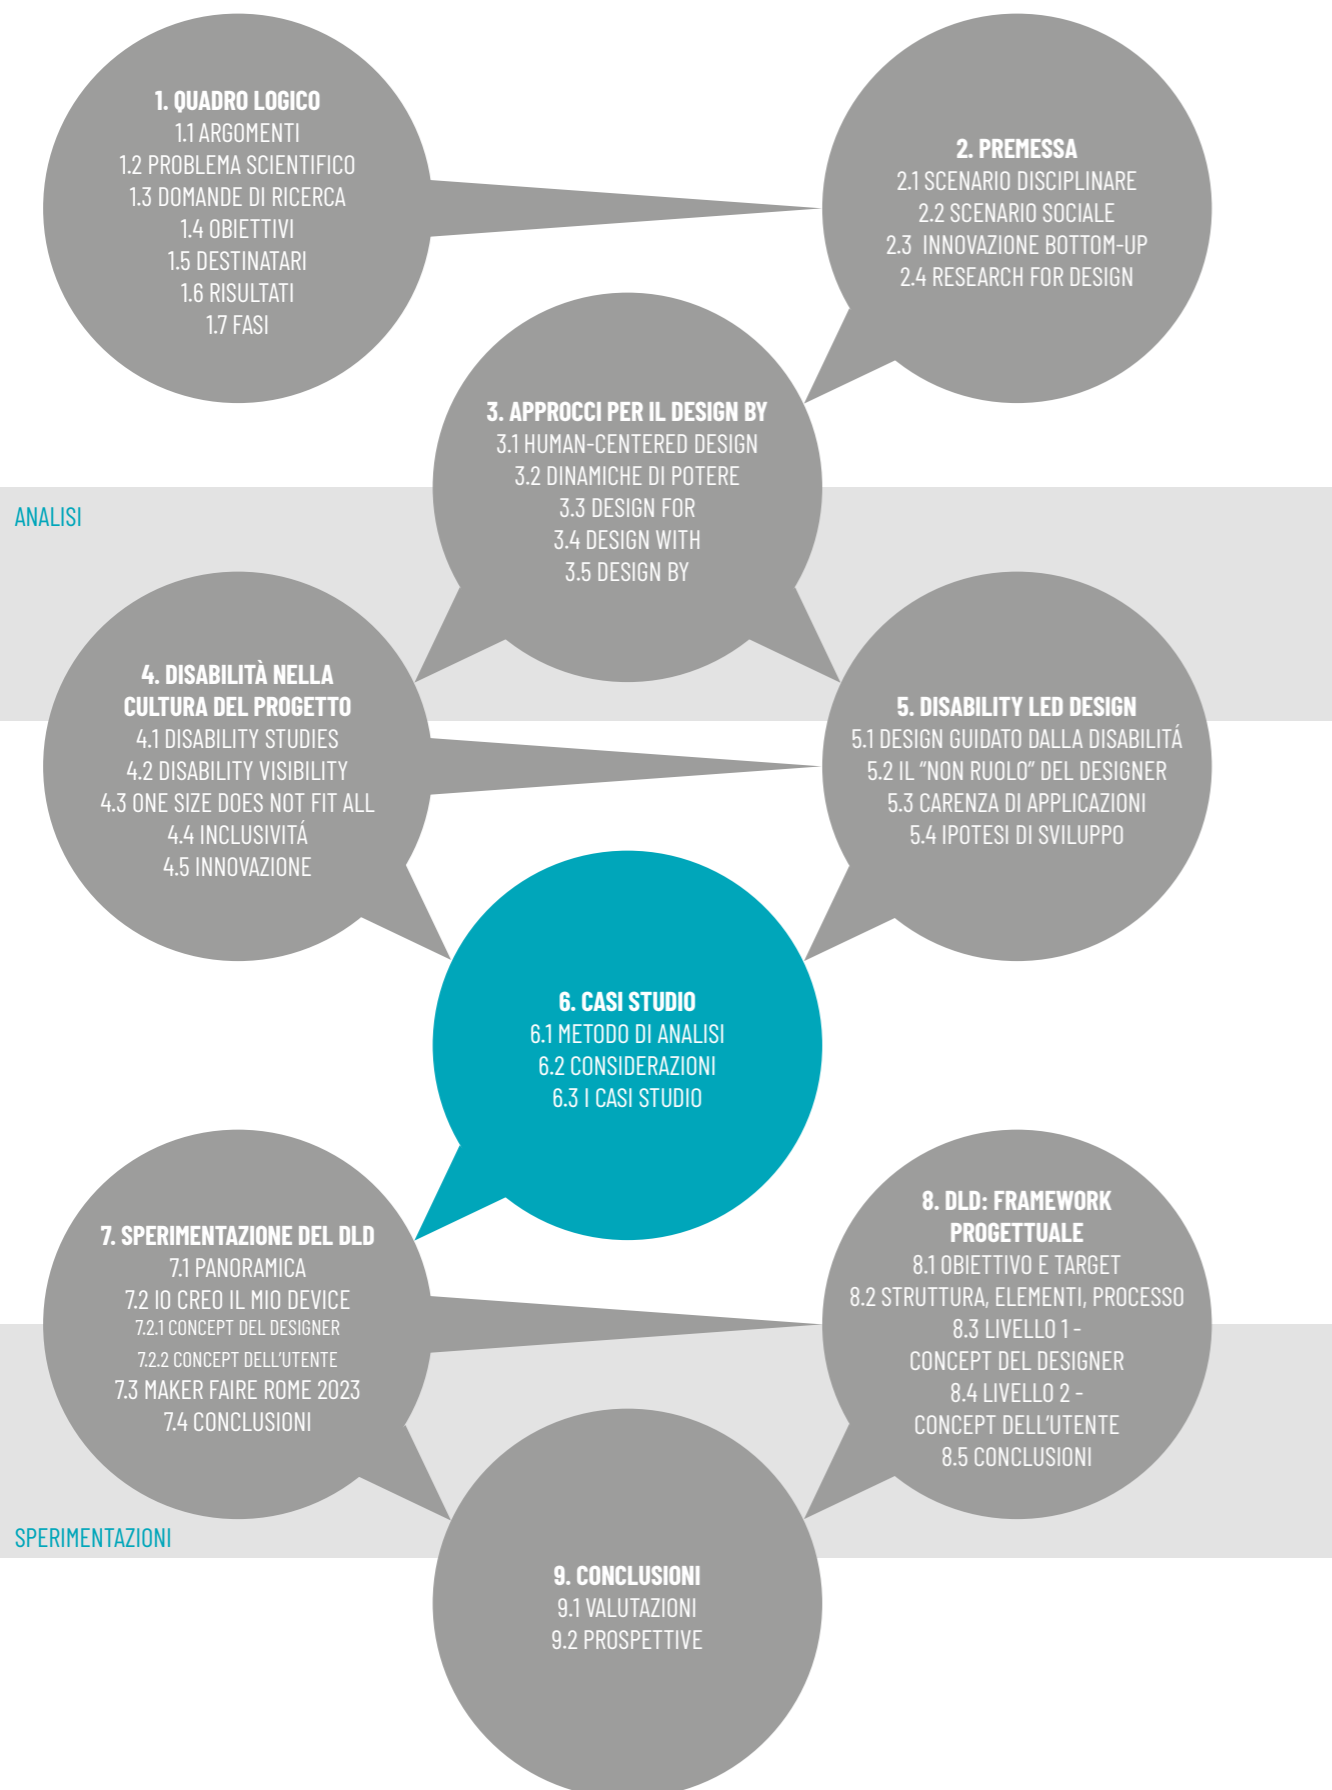 1. QUADRO LOGICO
1.1 ARGOMENTI
1.2 PROBLEMA SCIENTIFICO
1.3 DOMANDE DI RICERCA
1.4 OBIETTIVI
1.5 DESTINATARI
1.6 RISULTATI
1.7 FASI
2. PREMESSA
2.1 SCENARIO DISCIPLINARE
2.2 SCENARIO SOCIALE
2.3 INNOVAZIONE BOTTOM-UP
2.4 RESEARCH FOR DESIGN
3. APPROCCI PER IL DESIGN BY
3.1 HUMAN-CENTERED DESIGN
3.2 DINAMICHE DI POTERE
3.3 DESIGN FOR
3.4 DESIGN WITH
3.5 DESIGN BY
ANALISI
4. DISABILITÀ NELLA
CULTURA DEL PROGETTO
4.1 DISABILITY STUDIES
4.2 DISABILITY VISIBILITY
4.3 ONE SIZE DOES NOT FIT ALL
4.4 INCLUSIVITÁ
4.5 INNOVAZIONE
5. DISABILITY LED DESIGN
5.1 DESIGN GUIDATO DALLA DISABILITÁ
5.2 IL “NON RUOLO” DEL DESIGNER
5.3 CARENZA DI APPLICAZIONI
5.4 IPOTESI DI SVILUPPO
6. CASI STUDIO
6.1 METODO DI ANALISI
6.2 CONSIDERAZIONI
6.3 I CASI STUDIO
7. SPERIMENTAZIONE DEL DLD
7.1 PANORAMICA
7.2 IO CREO IL MIO DEVICE
7.2.1 CONCEPT DEL DESIGNER
7.2.2 CONCEPT DELL’UTENTE
7.3 MAKER FAIRE ROME 2023
7.4 CONCLUSIONI
8. DLD: FRAMEWORK
PROGETTUALE
8.1 OBIETTIVO E TARGET
8.2 STRUTTURA, ELEMENTI, PROCESSO
8.3 LIVELLO 1 -
CONCEPT DEL DESIGNER
8.4 LIVELLO 2 -
CONCEPT DELL’UTENTE
8.5 CONCLUSIONI
SPERIMENTAZIONI
9. CONCLUSIONI
9.1 VALUTAZIONI
9.2 PROSPETTIVE